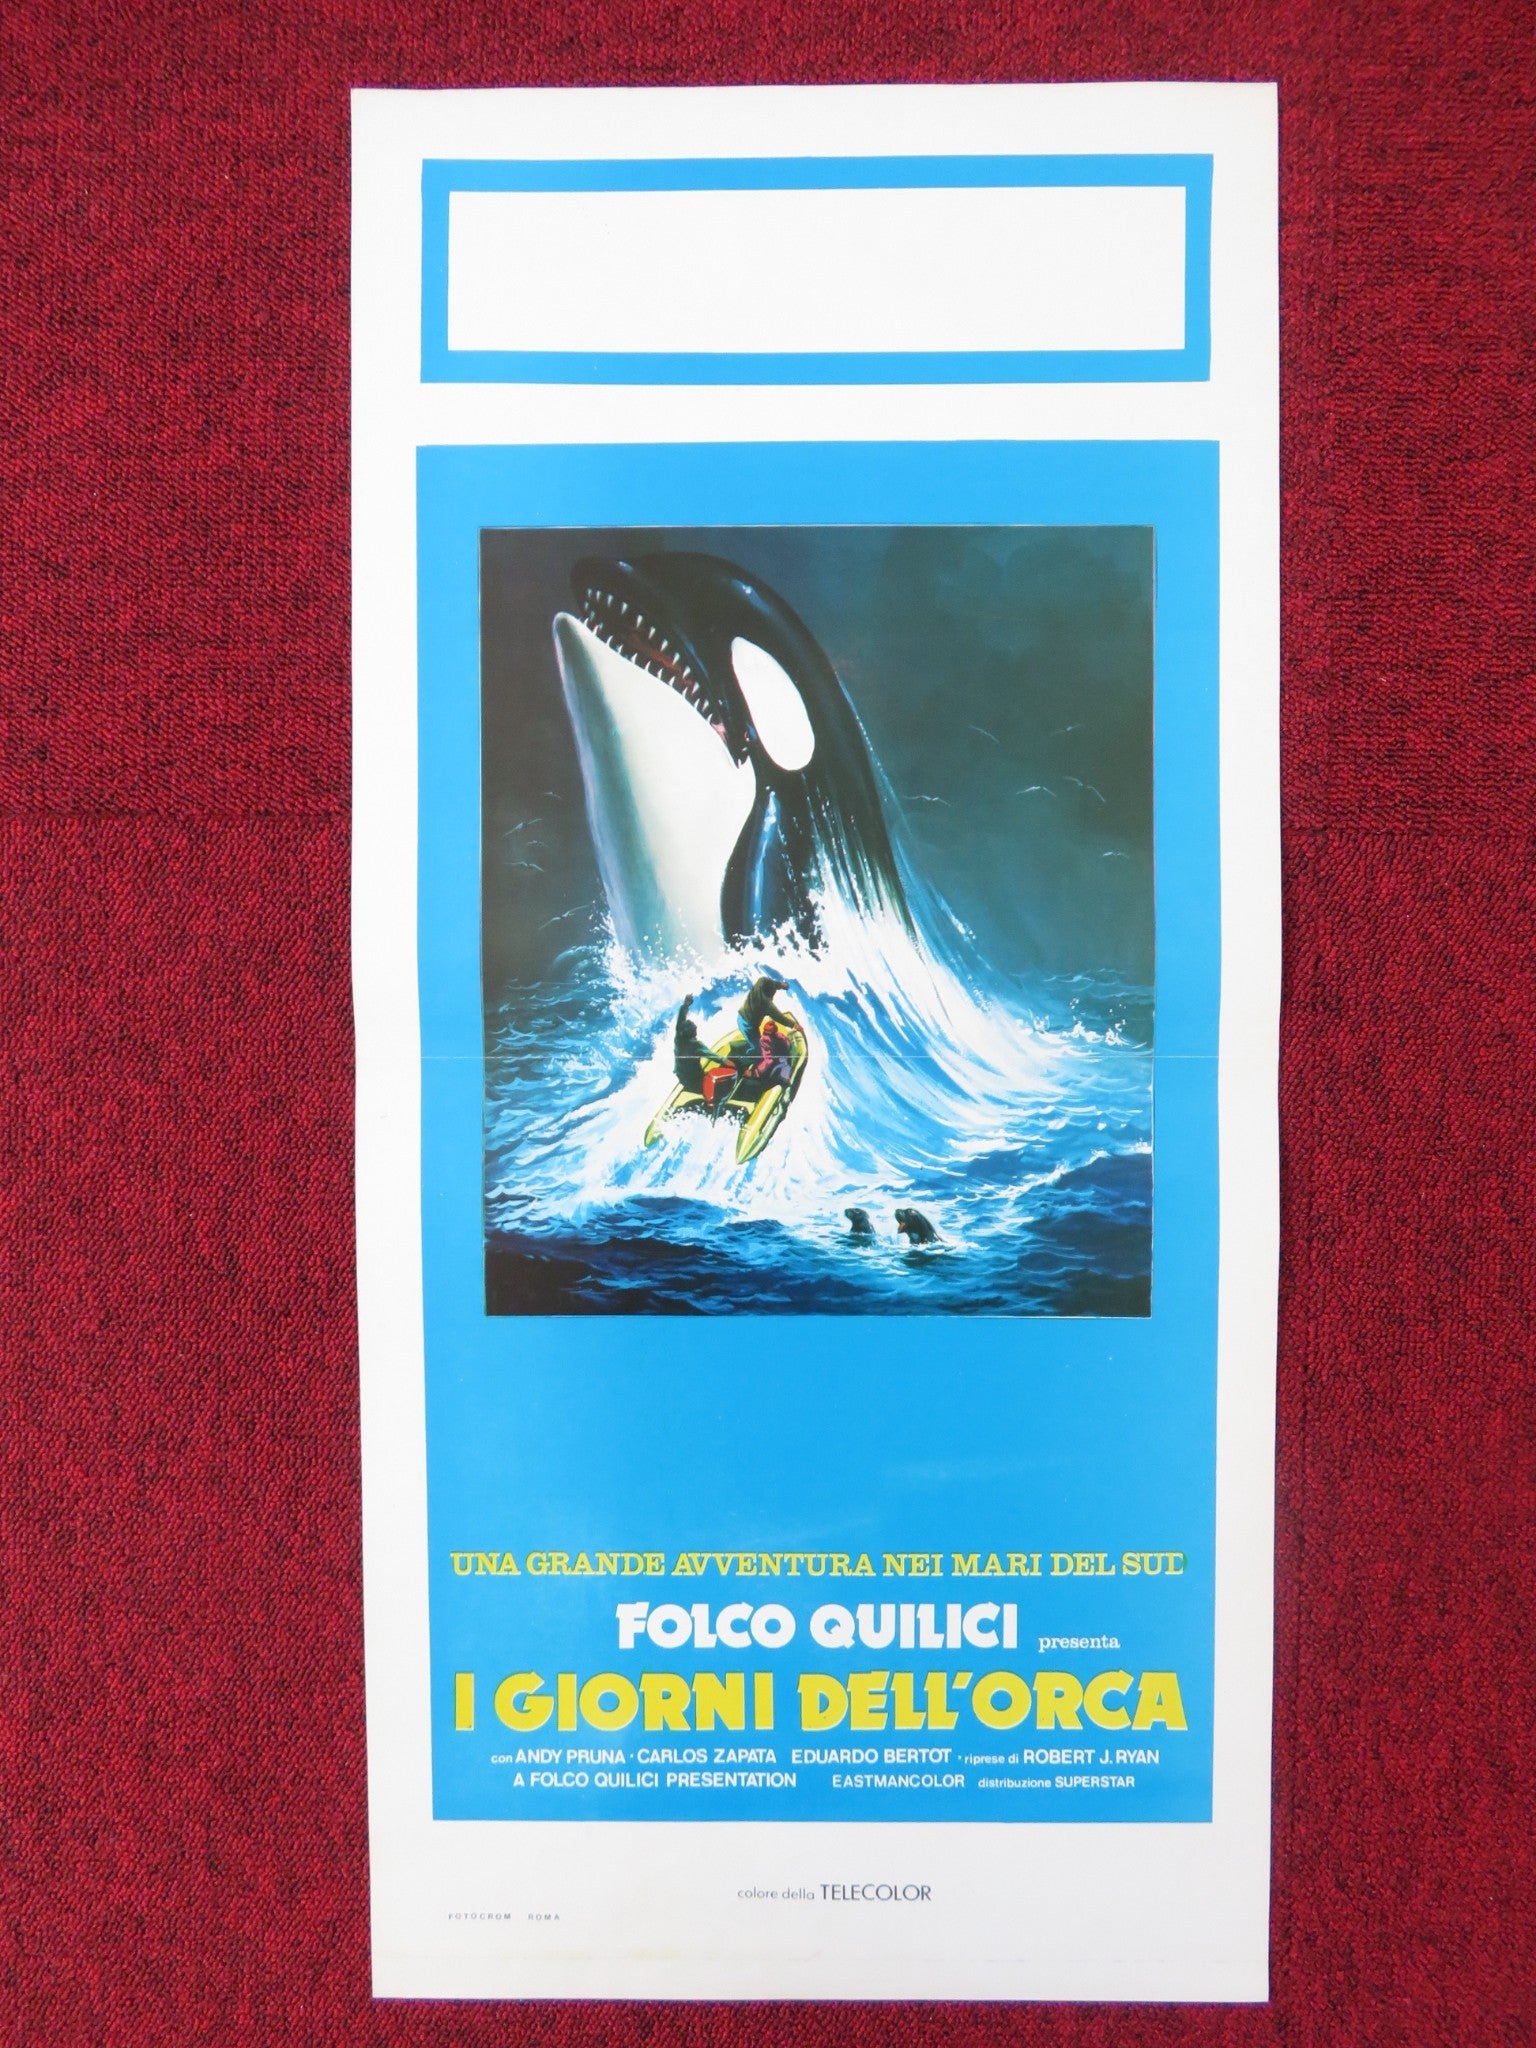 UNA GRANDE AVVENTURA NEI MARI DEL SUD
FOLCO QUILICI presenta
I GIORNI DELL'ORCA
con ANDY PRUNA · CARLOS ZAPATA EDUARDO BERTOT · riprese di ROBERT J. RYAN
A FOLCO QUILICI PRESENTATION EASTMANCOLOR distribuzione SUPERSTAR
colore della TELECOLOR
FOTOCROM ROMA